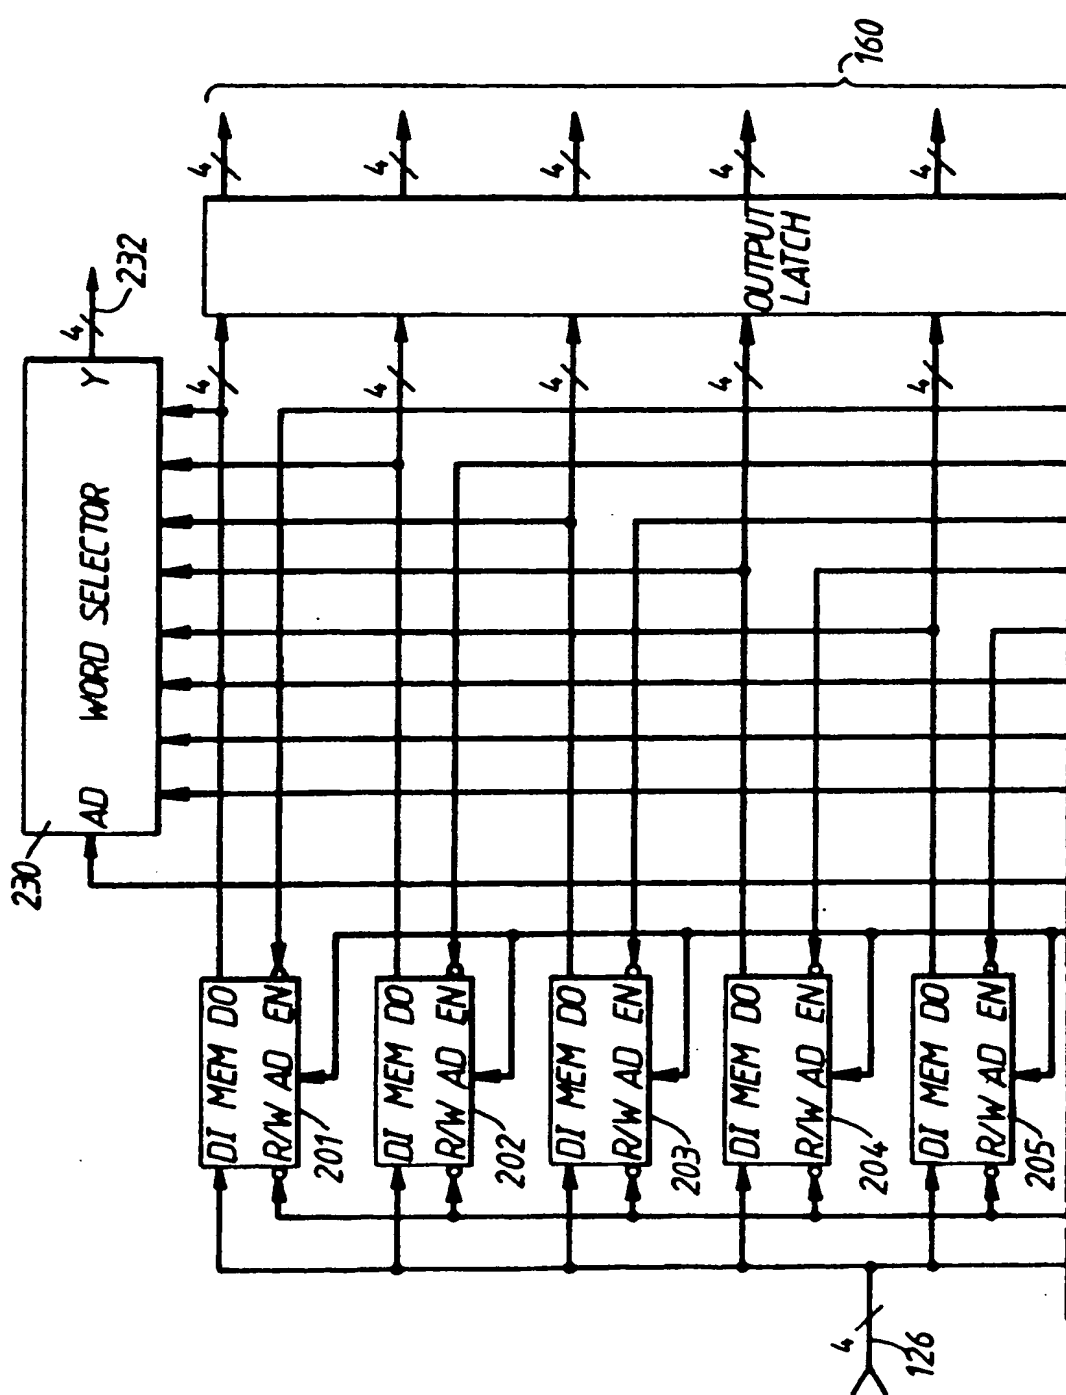 230
AD WORD SELECTOR Y
4
232
DI MEM DO
R/W AD EN
201
4
4
DI MEM DO
R/W AD EN
202
4
4
DI MEM DO
R/W AD EN
203
4
4
DI MEM DO
R/W AD EN
204
4
OUTPUT
LATCH
4
160
DI MEM DO
R/W AD EN
205
4
4
4
126